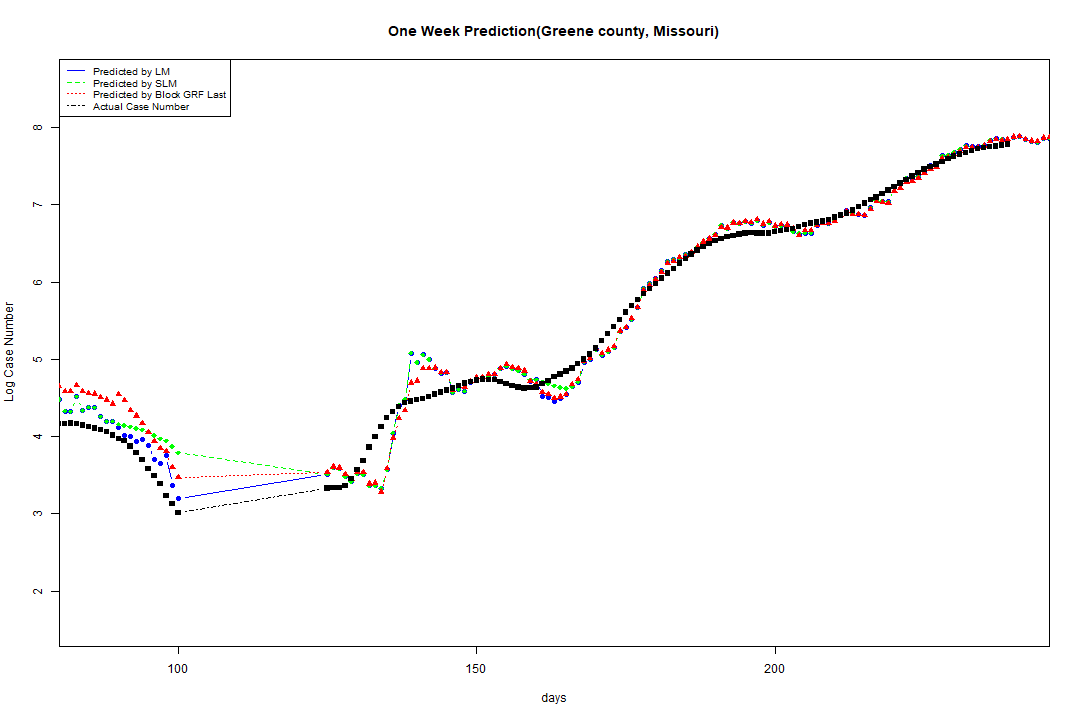 One Week Prediction(Greene county, Missouri)
Predicted by LM
Predicted by SLM
Predicted by Block GRF Last
Actual Case Number
8
7
6
5
4
3
2
Log Case Number
100 150 200
days